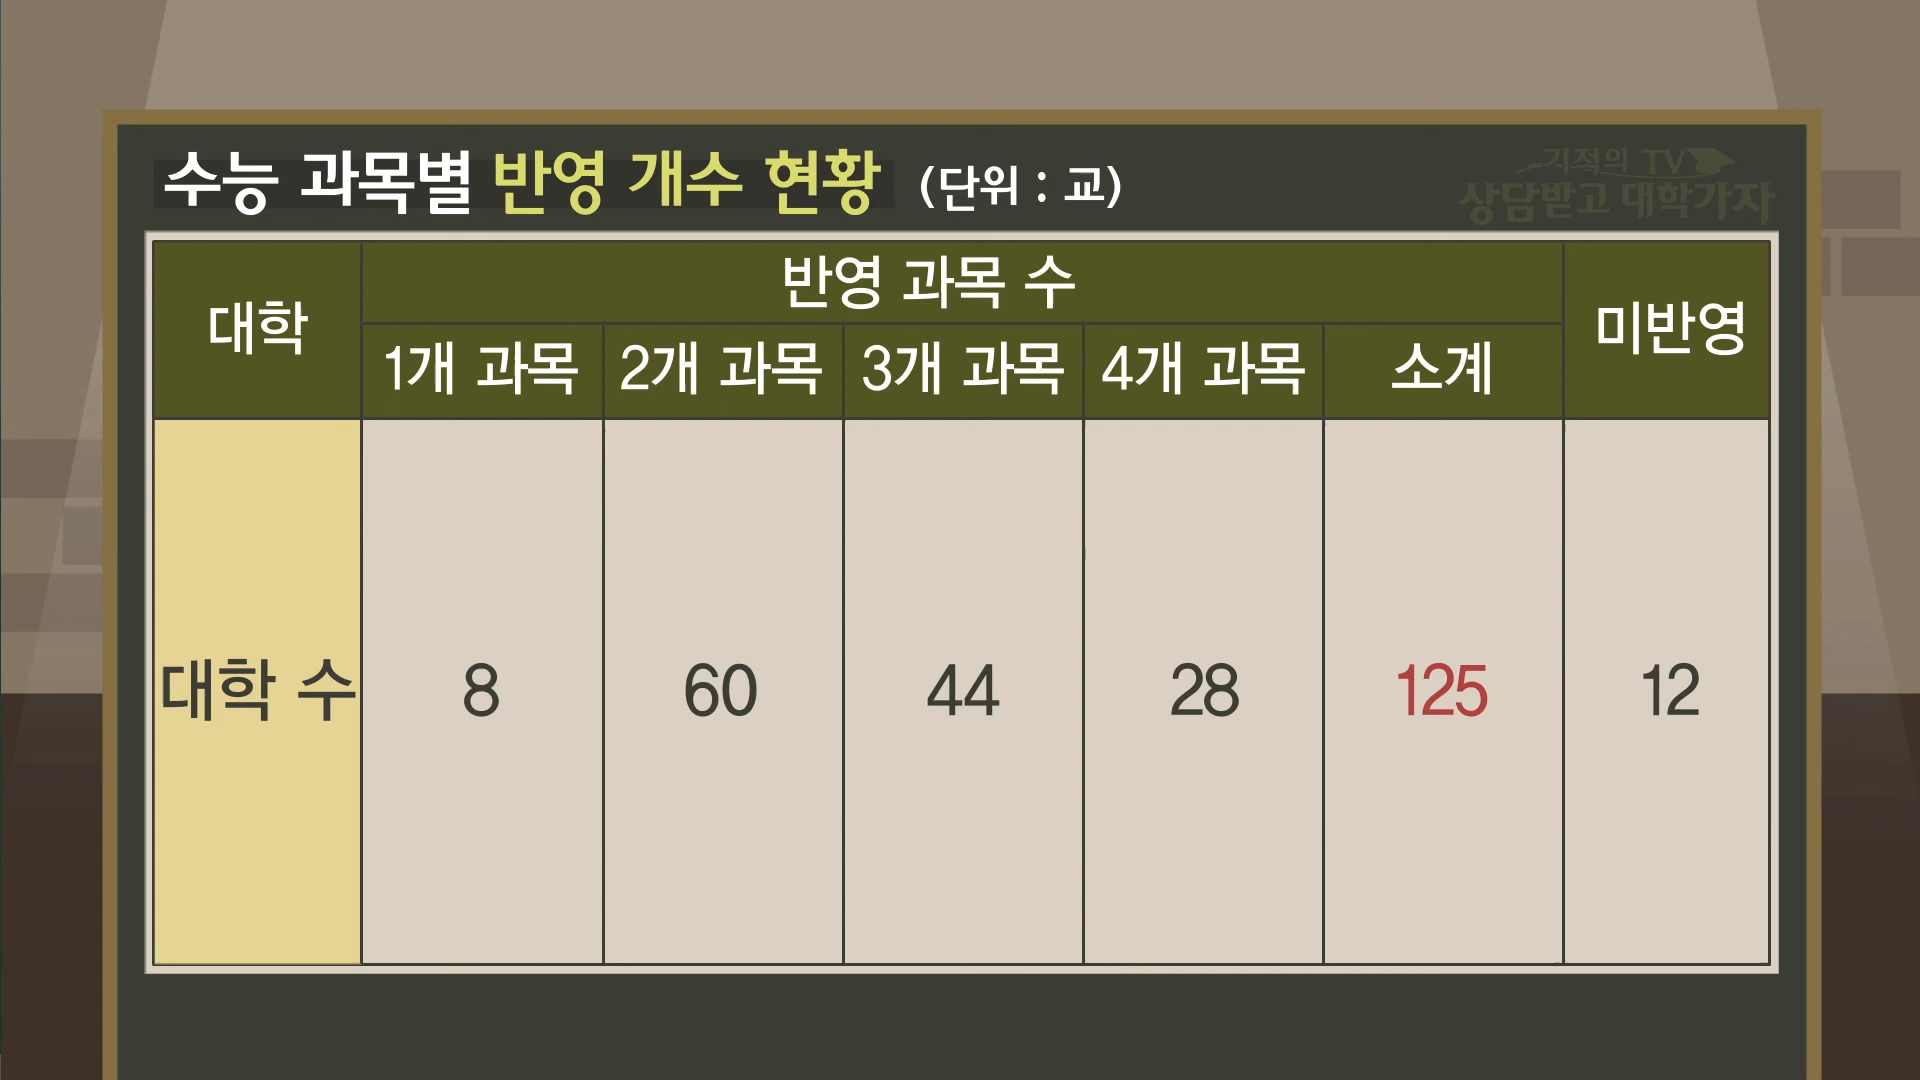 수능 과목별 반영 개수 현황 (단위 : 교)
기적의 TV
상담받고 대학가자
대학 반영 과목 수 미반영
1개 과목 2개 과목 3개 과목 4개 과목 소계
대학 수 8 60 44 28 125 12